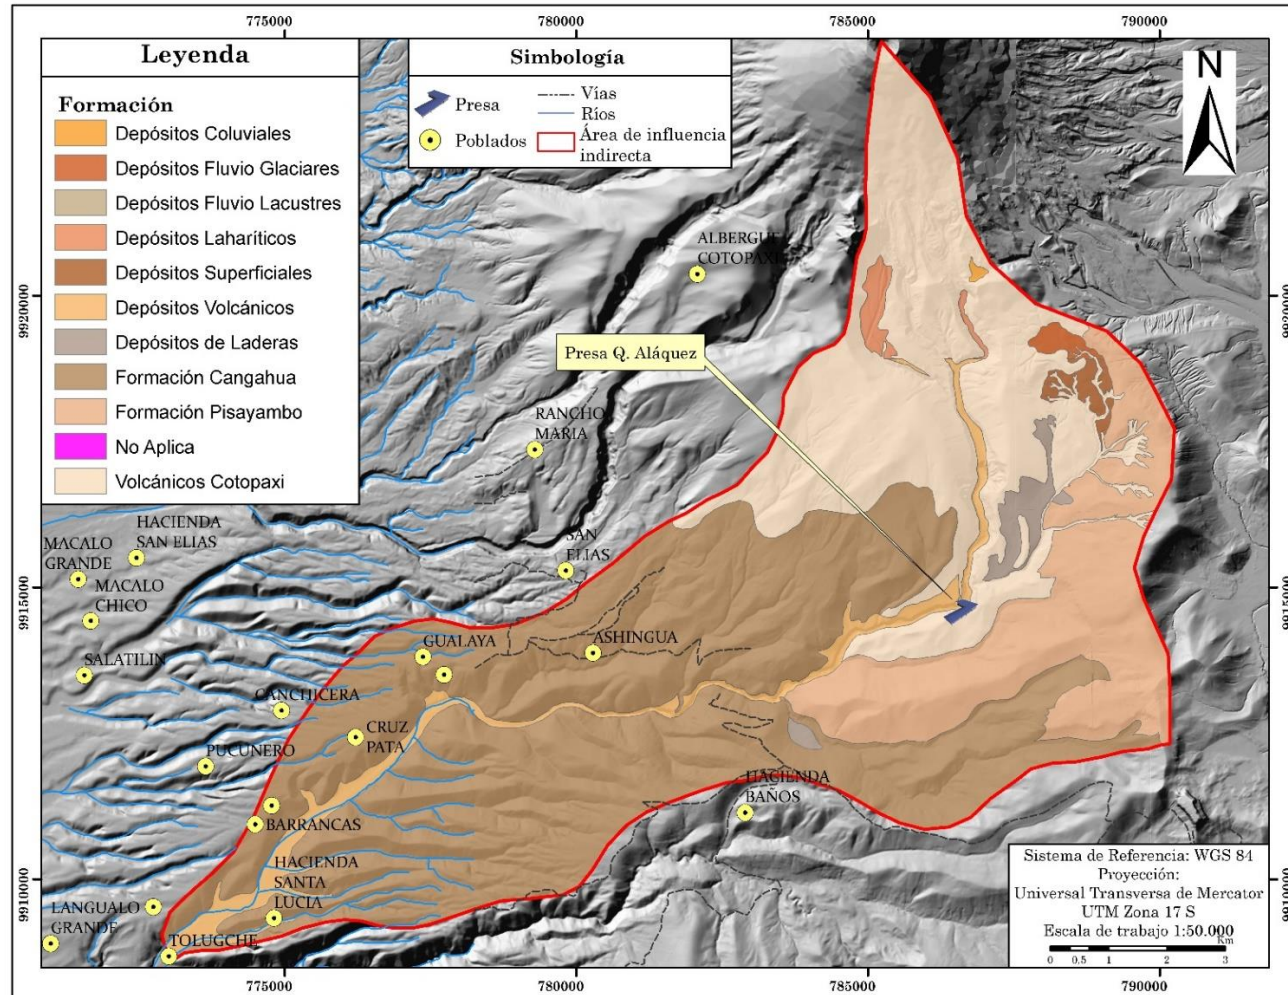 775000
780000
785000
790000
Leyenda
Formación
Depósitos Coluviales
Depósitos Fluvio Glaciares
Depósitos Fluvio Lacustres
Depósitos Laharíticos
Depósitos Superficiales
Depósitos Volcánicos
Depósitos de Laderas
Formación Cangahua
Formación Pisayambo
No Aplica
Volcánicos Cotopaxi
Simbología
Presa
Poblados
Vías
Ríos
Área de influencia
indirecta
N
ALBERGUE
COTOPAXI
9920000
9920000
Presa Q. Aláquez
RANCHO
MARIA
HACIENDA
SAN ELIAS
MACALO
GRANDE
MACALO
CHICO
SAN
ELIAS
9915000
9915000
SALATILIN
GUALAYA
ASHINGUA
CANCHICERA
CRUZ
PATA
PUCUNERO
HACIENDA
BAÑOS
BARRANCAS
HACIENDA
SANTA
LUCIA
9910000
9910000
LANGUALO
GRANDE
TOLUGCHE
Sistema de Referencia: WGS 84
Proyección:
Universal Transversa de Mercator
UTM Zona 17 S
Escala de trabajo 1:50.000
Km
0 0.5 1 2 3
775000
780000
785000
790000